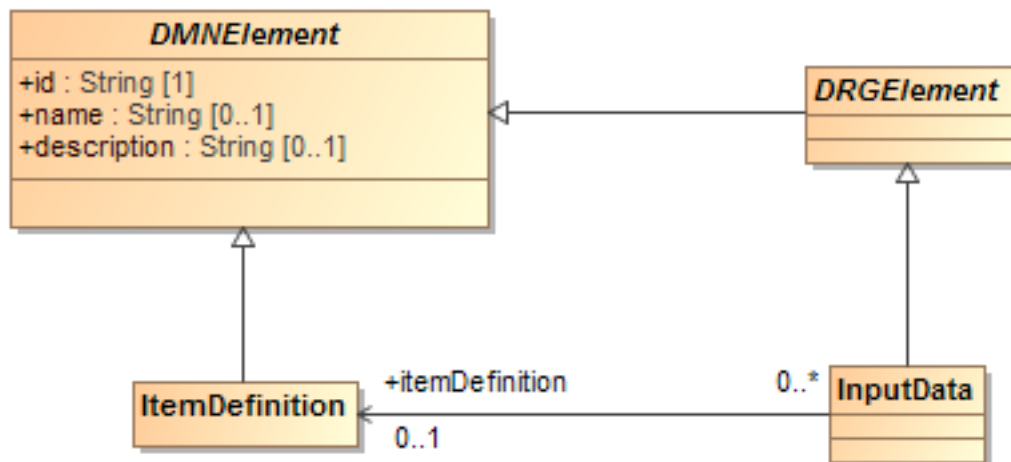 DMNElement
+id : String [1]
+name : String [0..1]
+description : String [0..1]
DRGElement
+itemDefinition
0..*
ItemDefinition
InputData
0..1